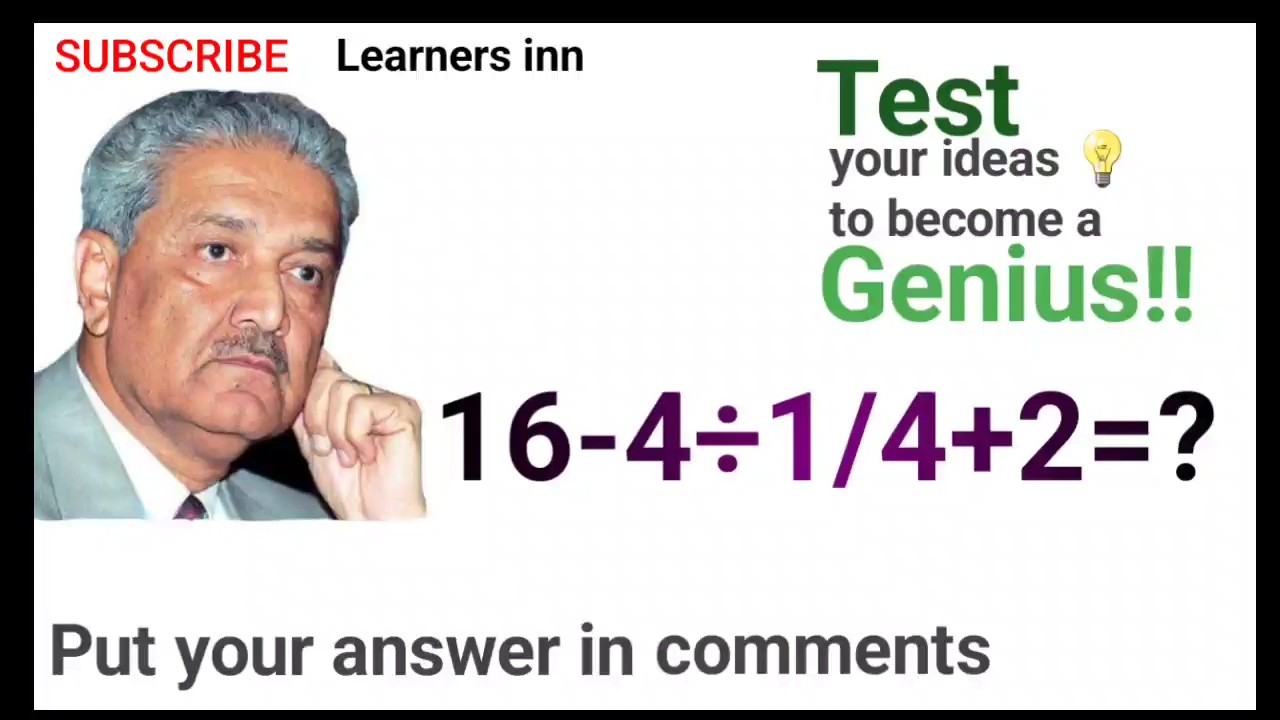 SUBSCRIBE Learners inn
Test
your ideas
to become a
Genius!!
16-4÷1/4+2=?
Put your answer in comments